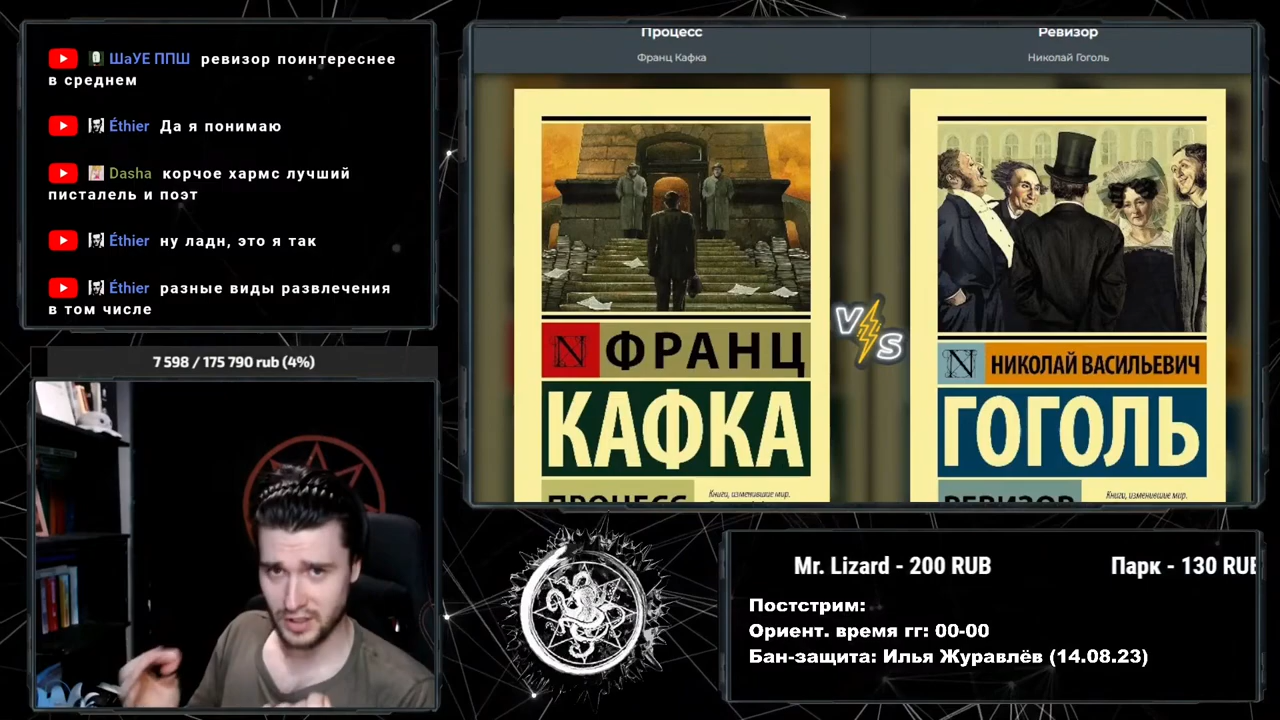 ШаУЕ ППШ ревизор поинтереснее
в среднем
Éthier Да я понимаю
Dasha корчое хармс лучший
писталель и поэт
Éthier ну ладн, это я так
Éthier разные виды развлечения
в том числе
7 598 / 175 790 rub (4%)
Процесс
Франц Кафка
N ФРАНЦ
КАФКА
ПРОЦЕСС
Книги, изменившие мир.
VS
Ревизор
Николай Гоголь
N НИКОЛАЙ ВАСИЛЬЕВИЧ
ГОГОЛЬ
РЕВИЗОР
Книги, изменившие мир.
Mr. Lizard - 200 RUB
Парк - 130 RUB
Постстрим:
Ориент. время гг: 00-00
Бан-защита: Илья Журавлёв (14.08.23)